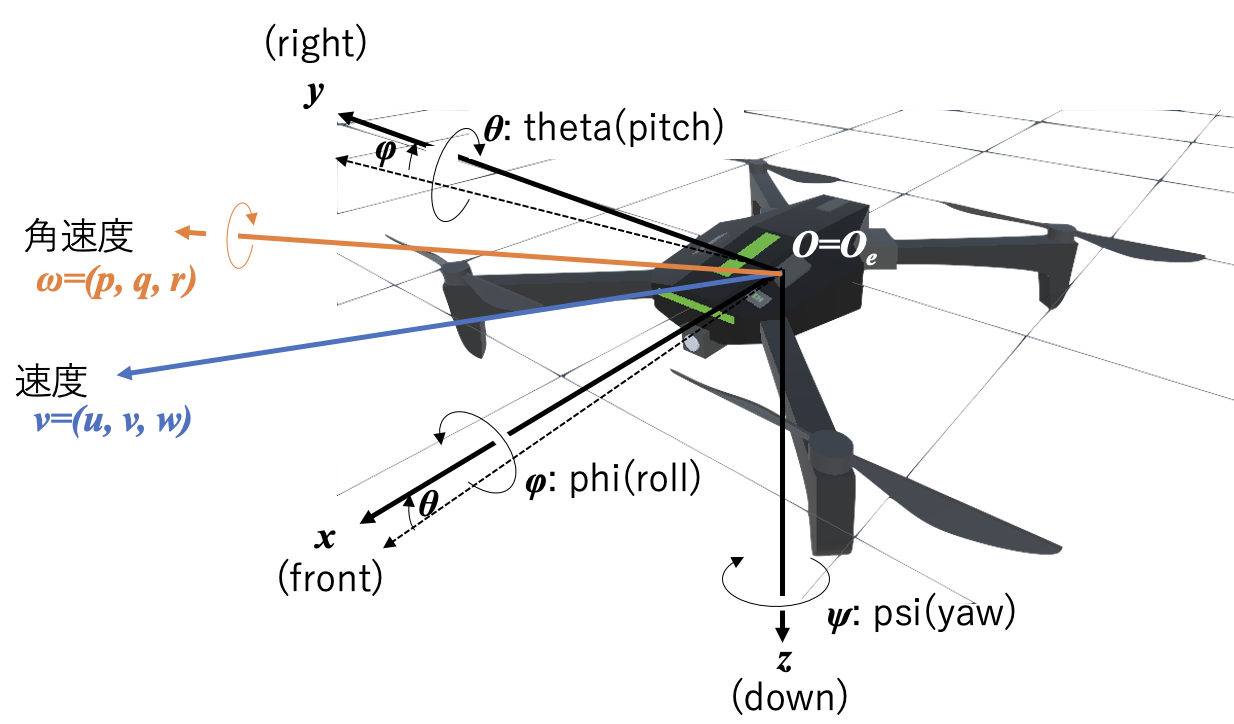 (right)
y
θ: theta(pitch)
φ
角速度
ω=(p, q, r)
O=Oₑ
速度
v=(u, v, w)
φ: phi(roll)
θ
x
(front)
ψ: psi(yaw)
z
(down)